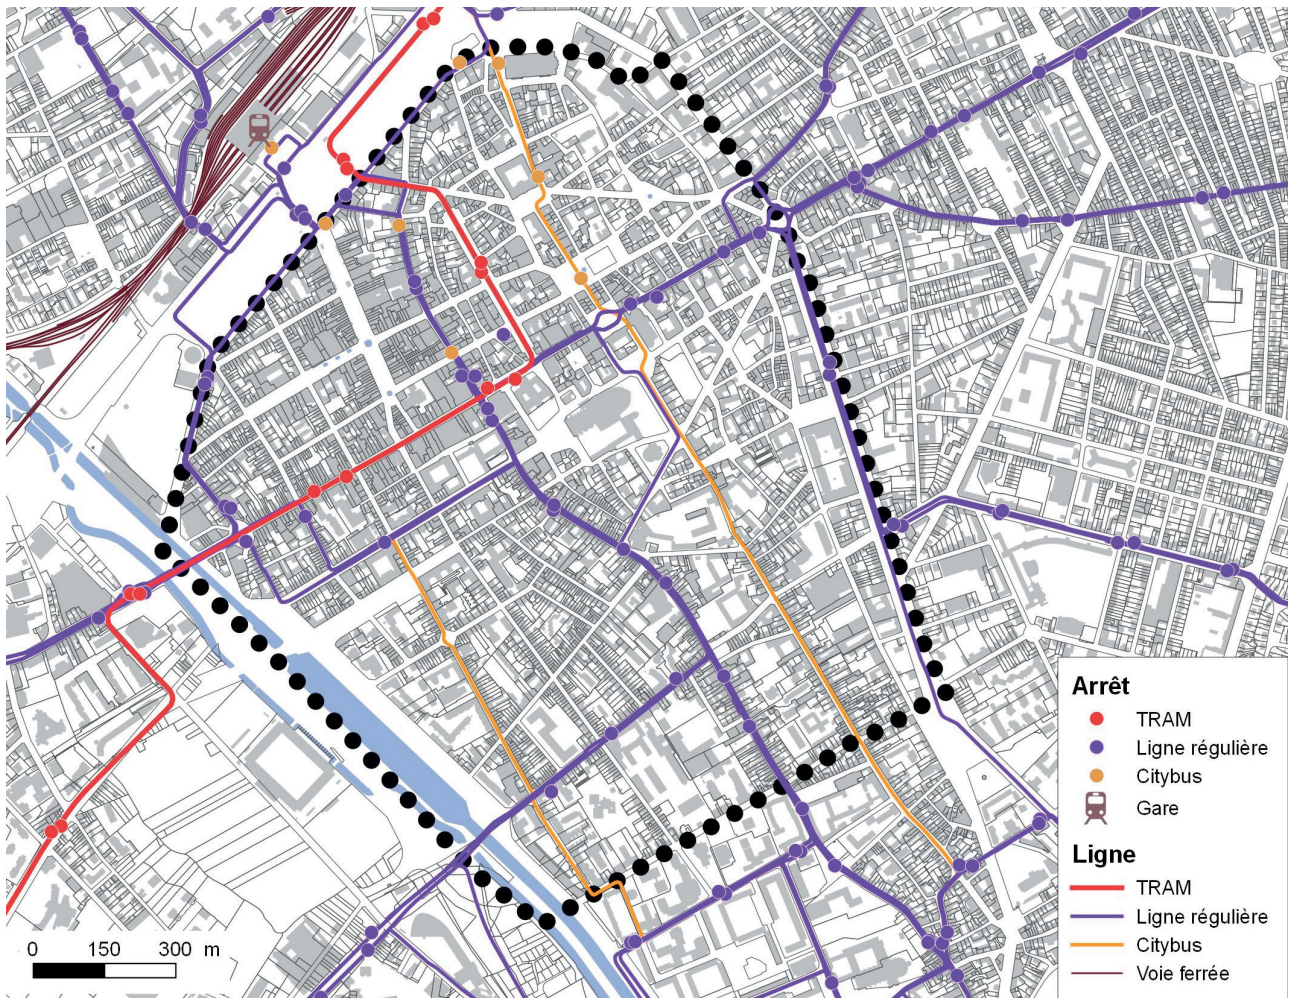 Arrêt
TRAM
Ligne régulière
Citybus
Gare
Ligne
TRAM
Ligne régulière
Citybus
Voie ferrée
0 150 300 m